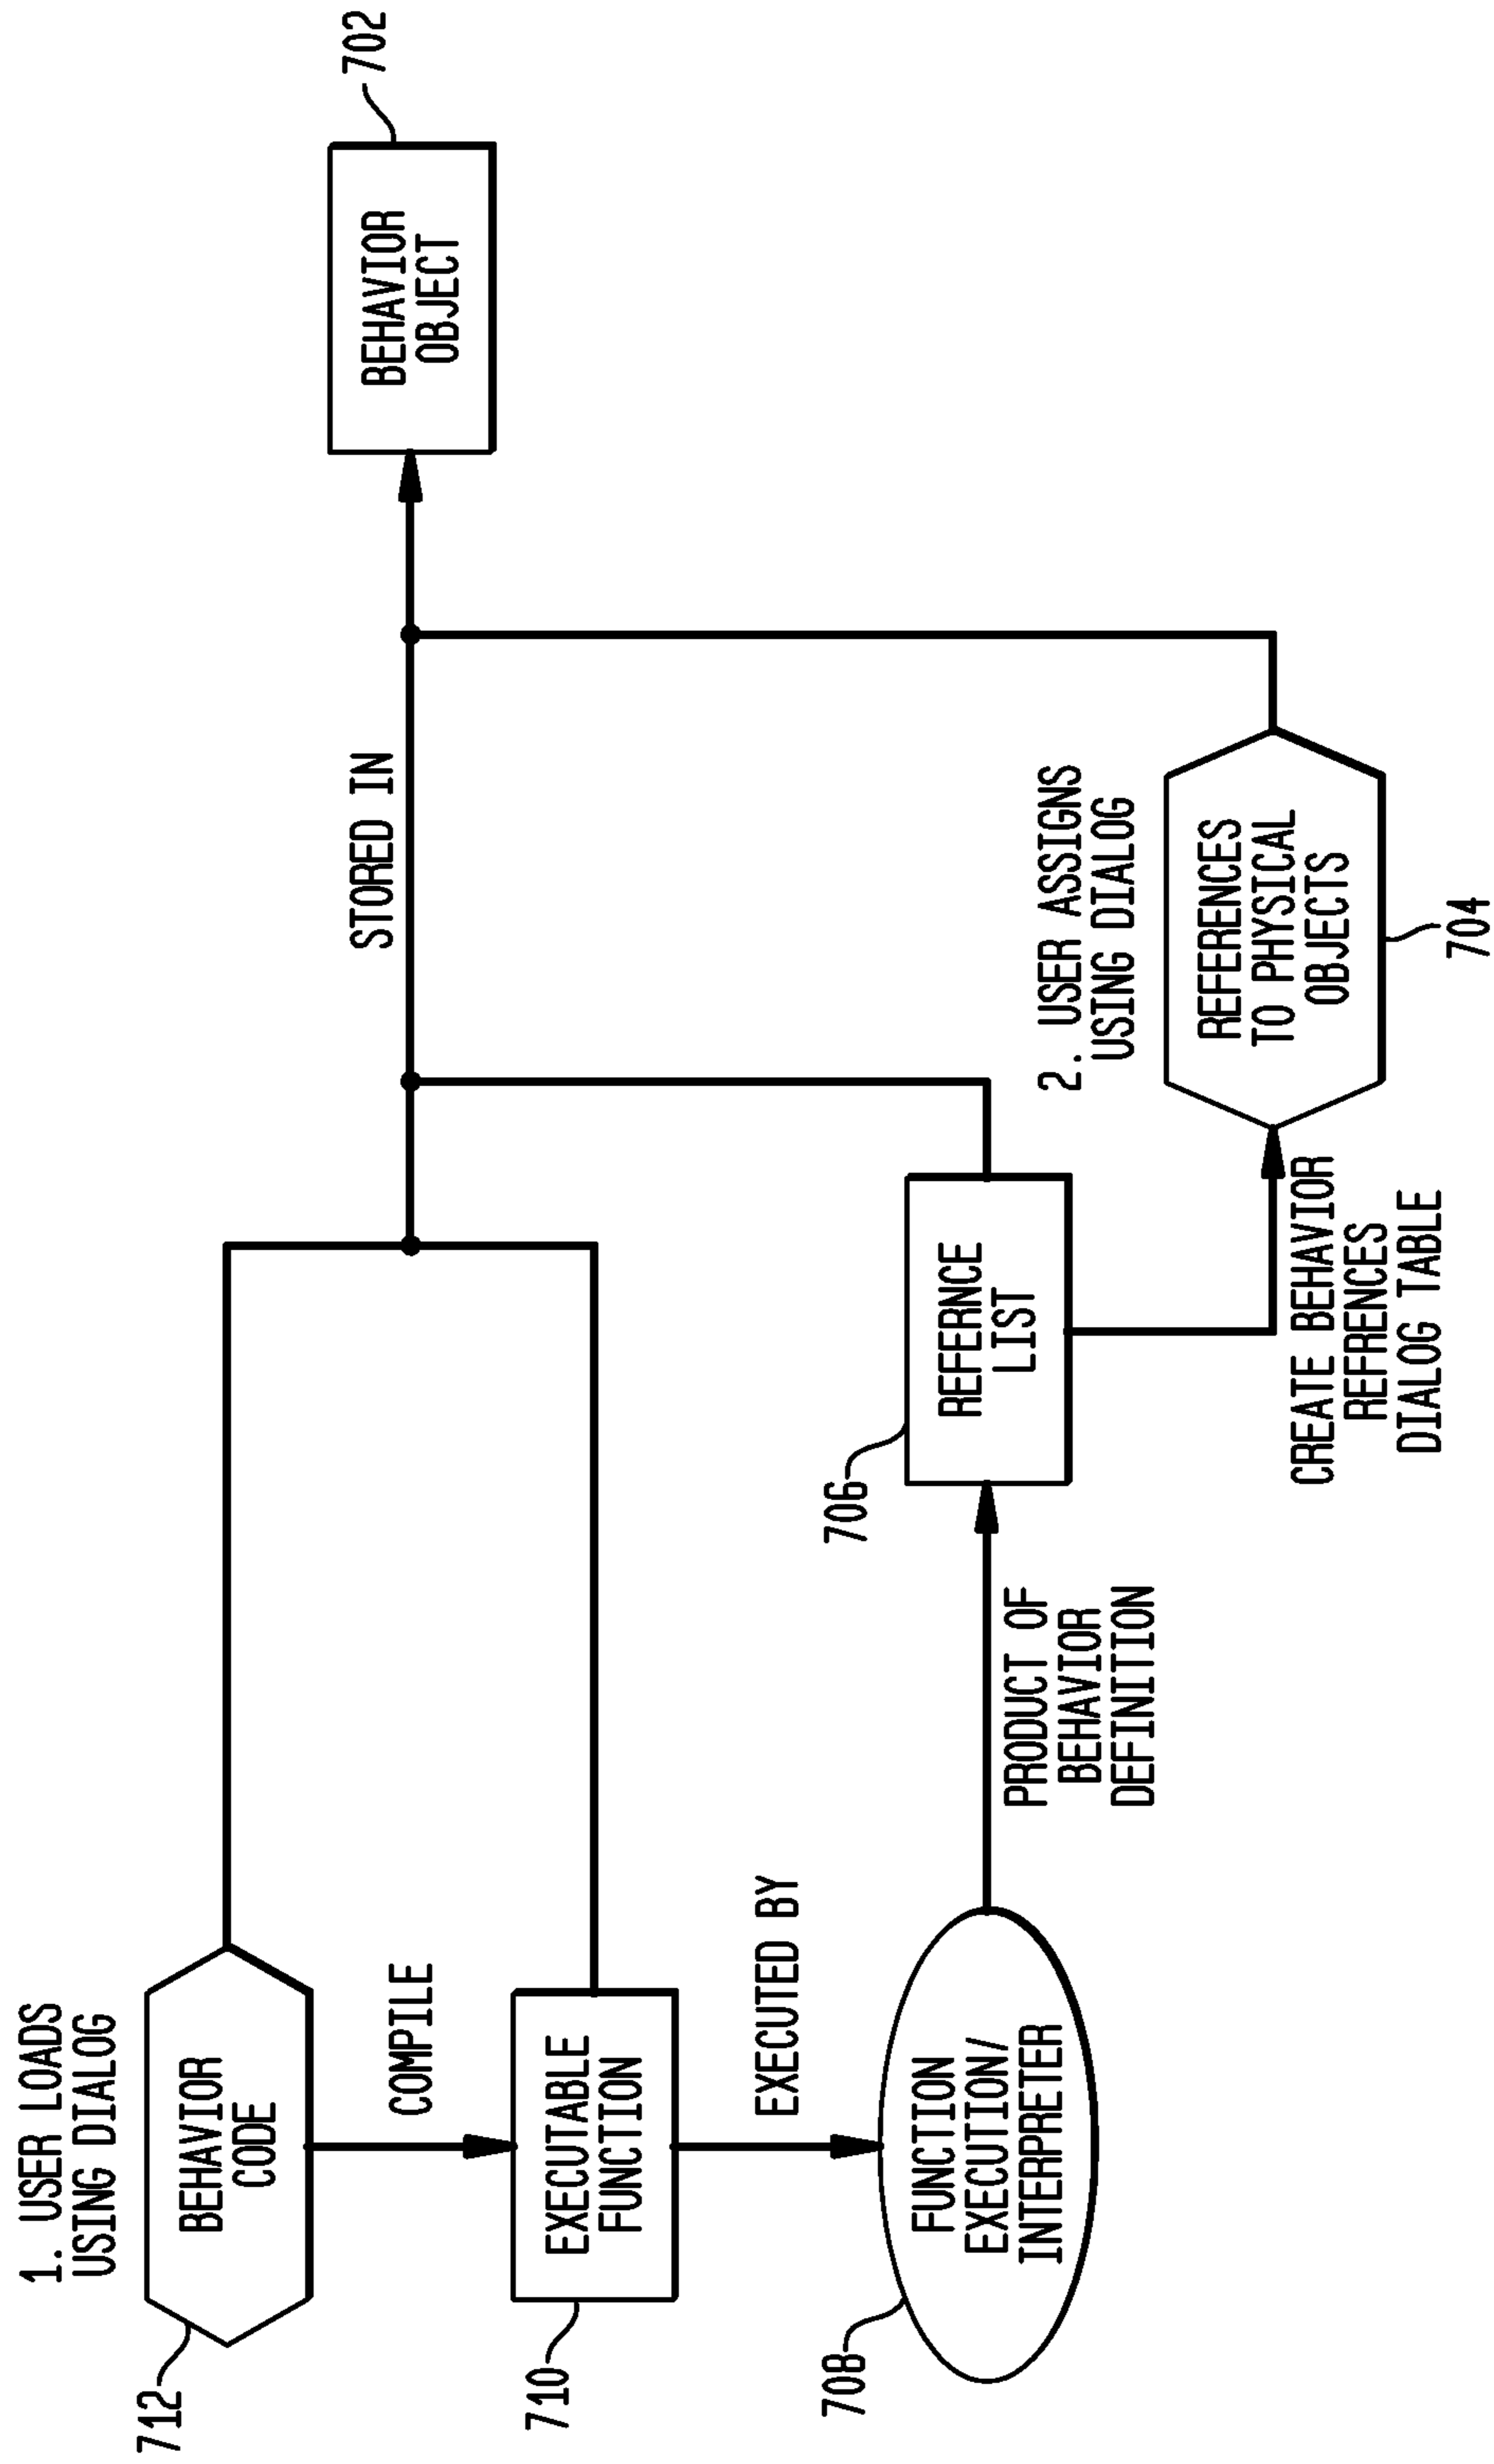 1. USER LOADS
USING DIALOG
712
BEHAVIOR
CODE
COMPILE
710
EXECUTABLE
FUNCTION
EXECUTED BY
708
FUNCTION
EXECUTION/
INTERPRETER
PRODUCT OF
BEHAVIOR
DEFINITION
706
REFERNCE
LIST
CREATE BEHAVIOR
REFERENCES
DIALOG TABLE
2. USER ASSIGNS
USING DIALOG
REFERENCES
TO PHYSICAL
OBJECTS
704
STORED IN
BEHAVIOR
OBJECT
702